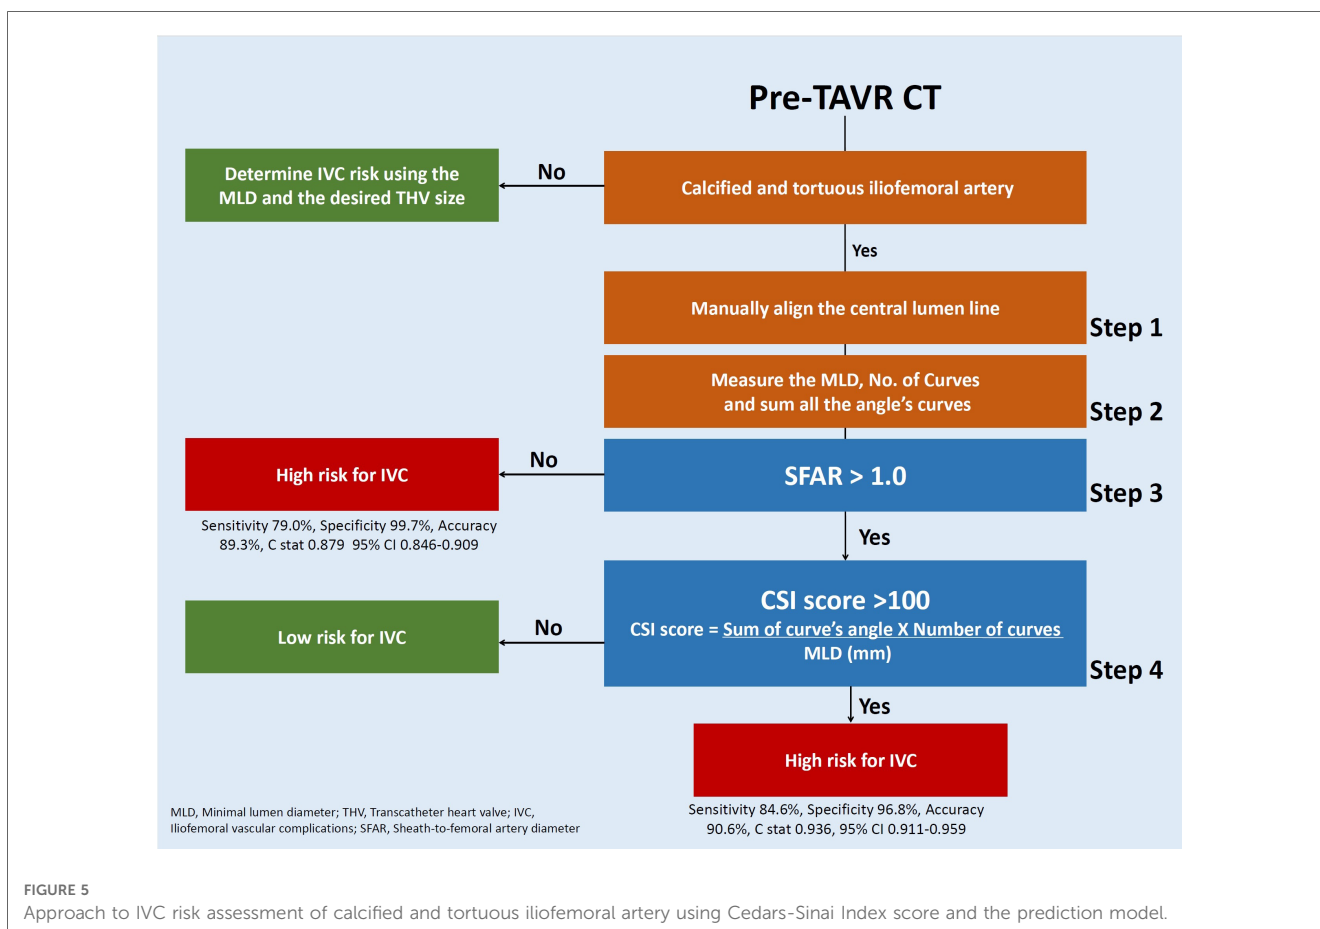 Pre-TAVR CT
Determine IVC risk using the
MLD and the desired THV size
No
Calcified and tortuous iliofemoral artery
Yes
Manually align the central lumen line
Step 1
Measure the MLD, No. of Curves
and sum all the angle's curves
Step 2
High risk for IVC
No
SFAR > 1.0
Step 3
Sensitivity 79.0%, Specificity 99.7%, Accuracy
89.3%, C stat 0.879 95% CI 0.846-0.909
Yes
Low risk for IVC
No
CSI score >100
CSI score = Sum of curve's angle X Number of curves
MLD (mm)
Step 4
Yes
High risk for IVC
Sensitivity 84.6%, Specificity 96.8%, Accuracy
90.6%, C stat 0.936, 95% CI 0.911-0.959
MLD, Minimal lumen diameter; THV, Transcatheter heart valve; IVC,
Iliofemoral vascular complications; SFAR, Sheath-to-femoral artery diameter
FIGURE 5
Approach to IVC risk assessment of calcified and tortuous iliofemoral artery using Cedars-Sinai Index score and the prediction model.